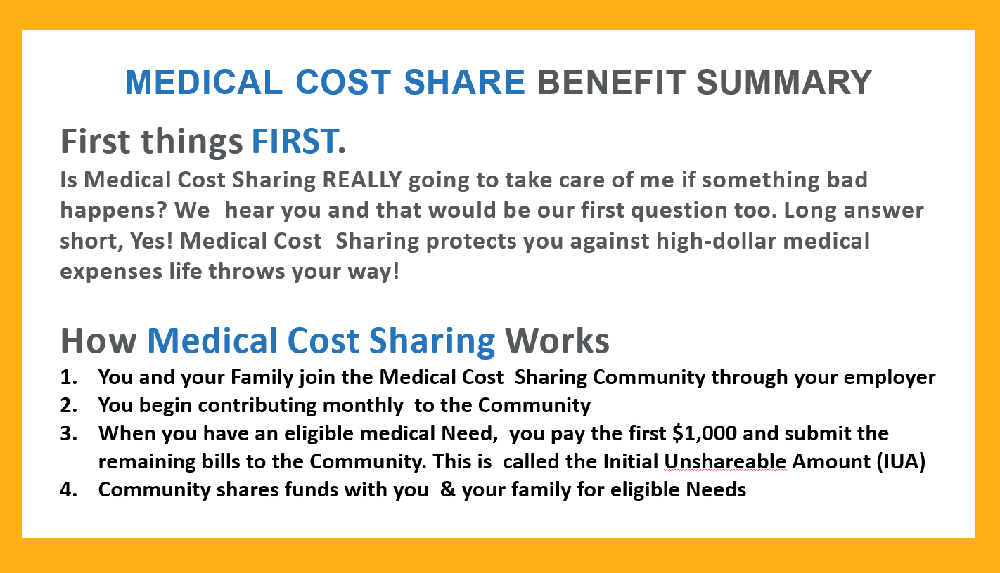 MEDICAL COST SHARE BENEFIT SUMMARY
First things FIRST.
Is Medical Cost Sharing REALLY going to take care of me if something bad
happens? We  hear you and that would be our first question too. Long answer
short, Yes! Medical Cost  Sharing protects you against high-dollar medical
expenses life throws your way!
How Medical Cost Sharing Works
1. You and your Family join the Medical Cost  Sharing Community through your employer
2. You begin contributing monthly  to the Community
3. When you have an eligible medical Need,  you pay the first $1,000 and submit the
remaining bills to the Community. This is  called the Initial Unshareable Amount (IUA)
4. Community shares funds with you  & your family for eligible Needs